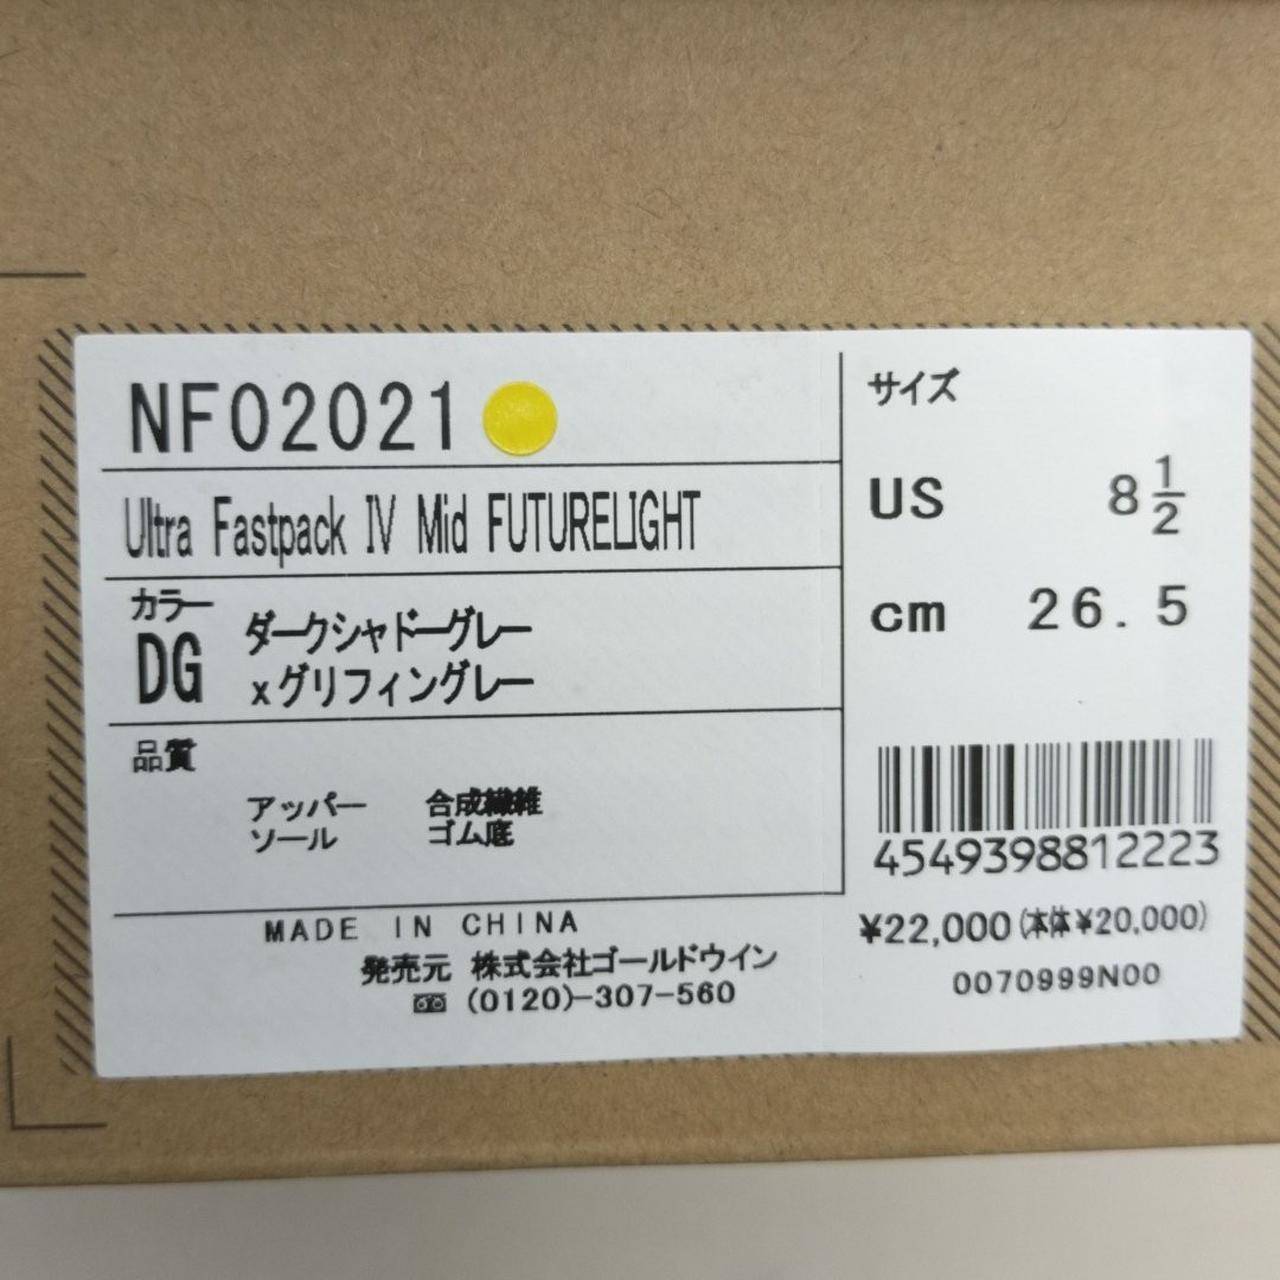 NF02021
Ultra Fastpack Ⅳ Mid FUTURELIGHT
カラー
DG ダークシャドーグレー
xグリフィングレー
品質
アッパー 合成繊維
ソール ゴム底
MADE IN CHINA
発売元 株式会社ゴールドウイン
(0120)-307-560
サイズ
US 8 1/2
cm 26.5
4549398812223
¥22,000(本体¥20,000)
0070999N00